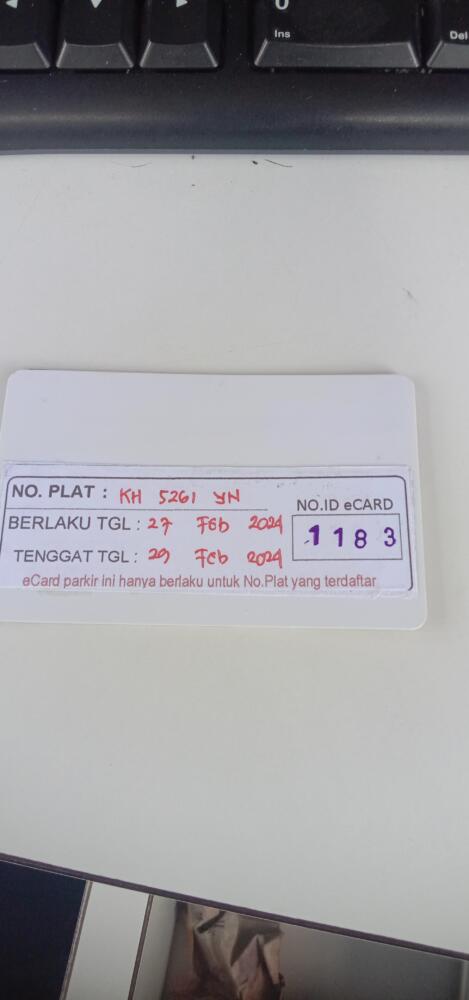 0
Ins
Del
NO. PLAT : KH 5261 YN
NO.ID eCARD
BERLAKU TGL : 27 Feb 2024
1183
TENGGAT TGL : 29 Feb 2024
eCard parkir ini hanya berlaku untuk No.Plat yang terdaftar